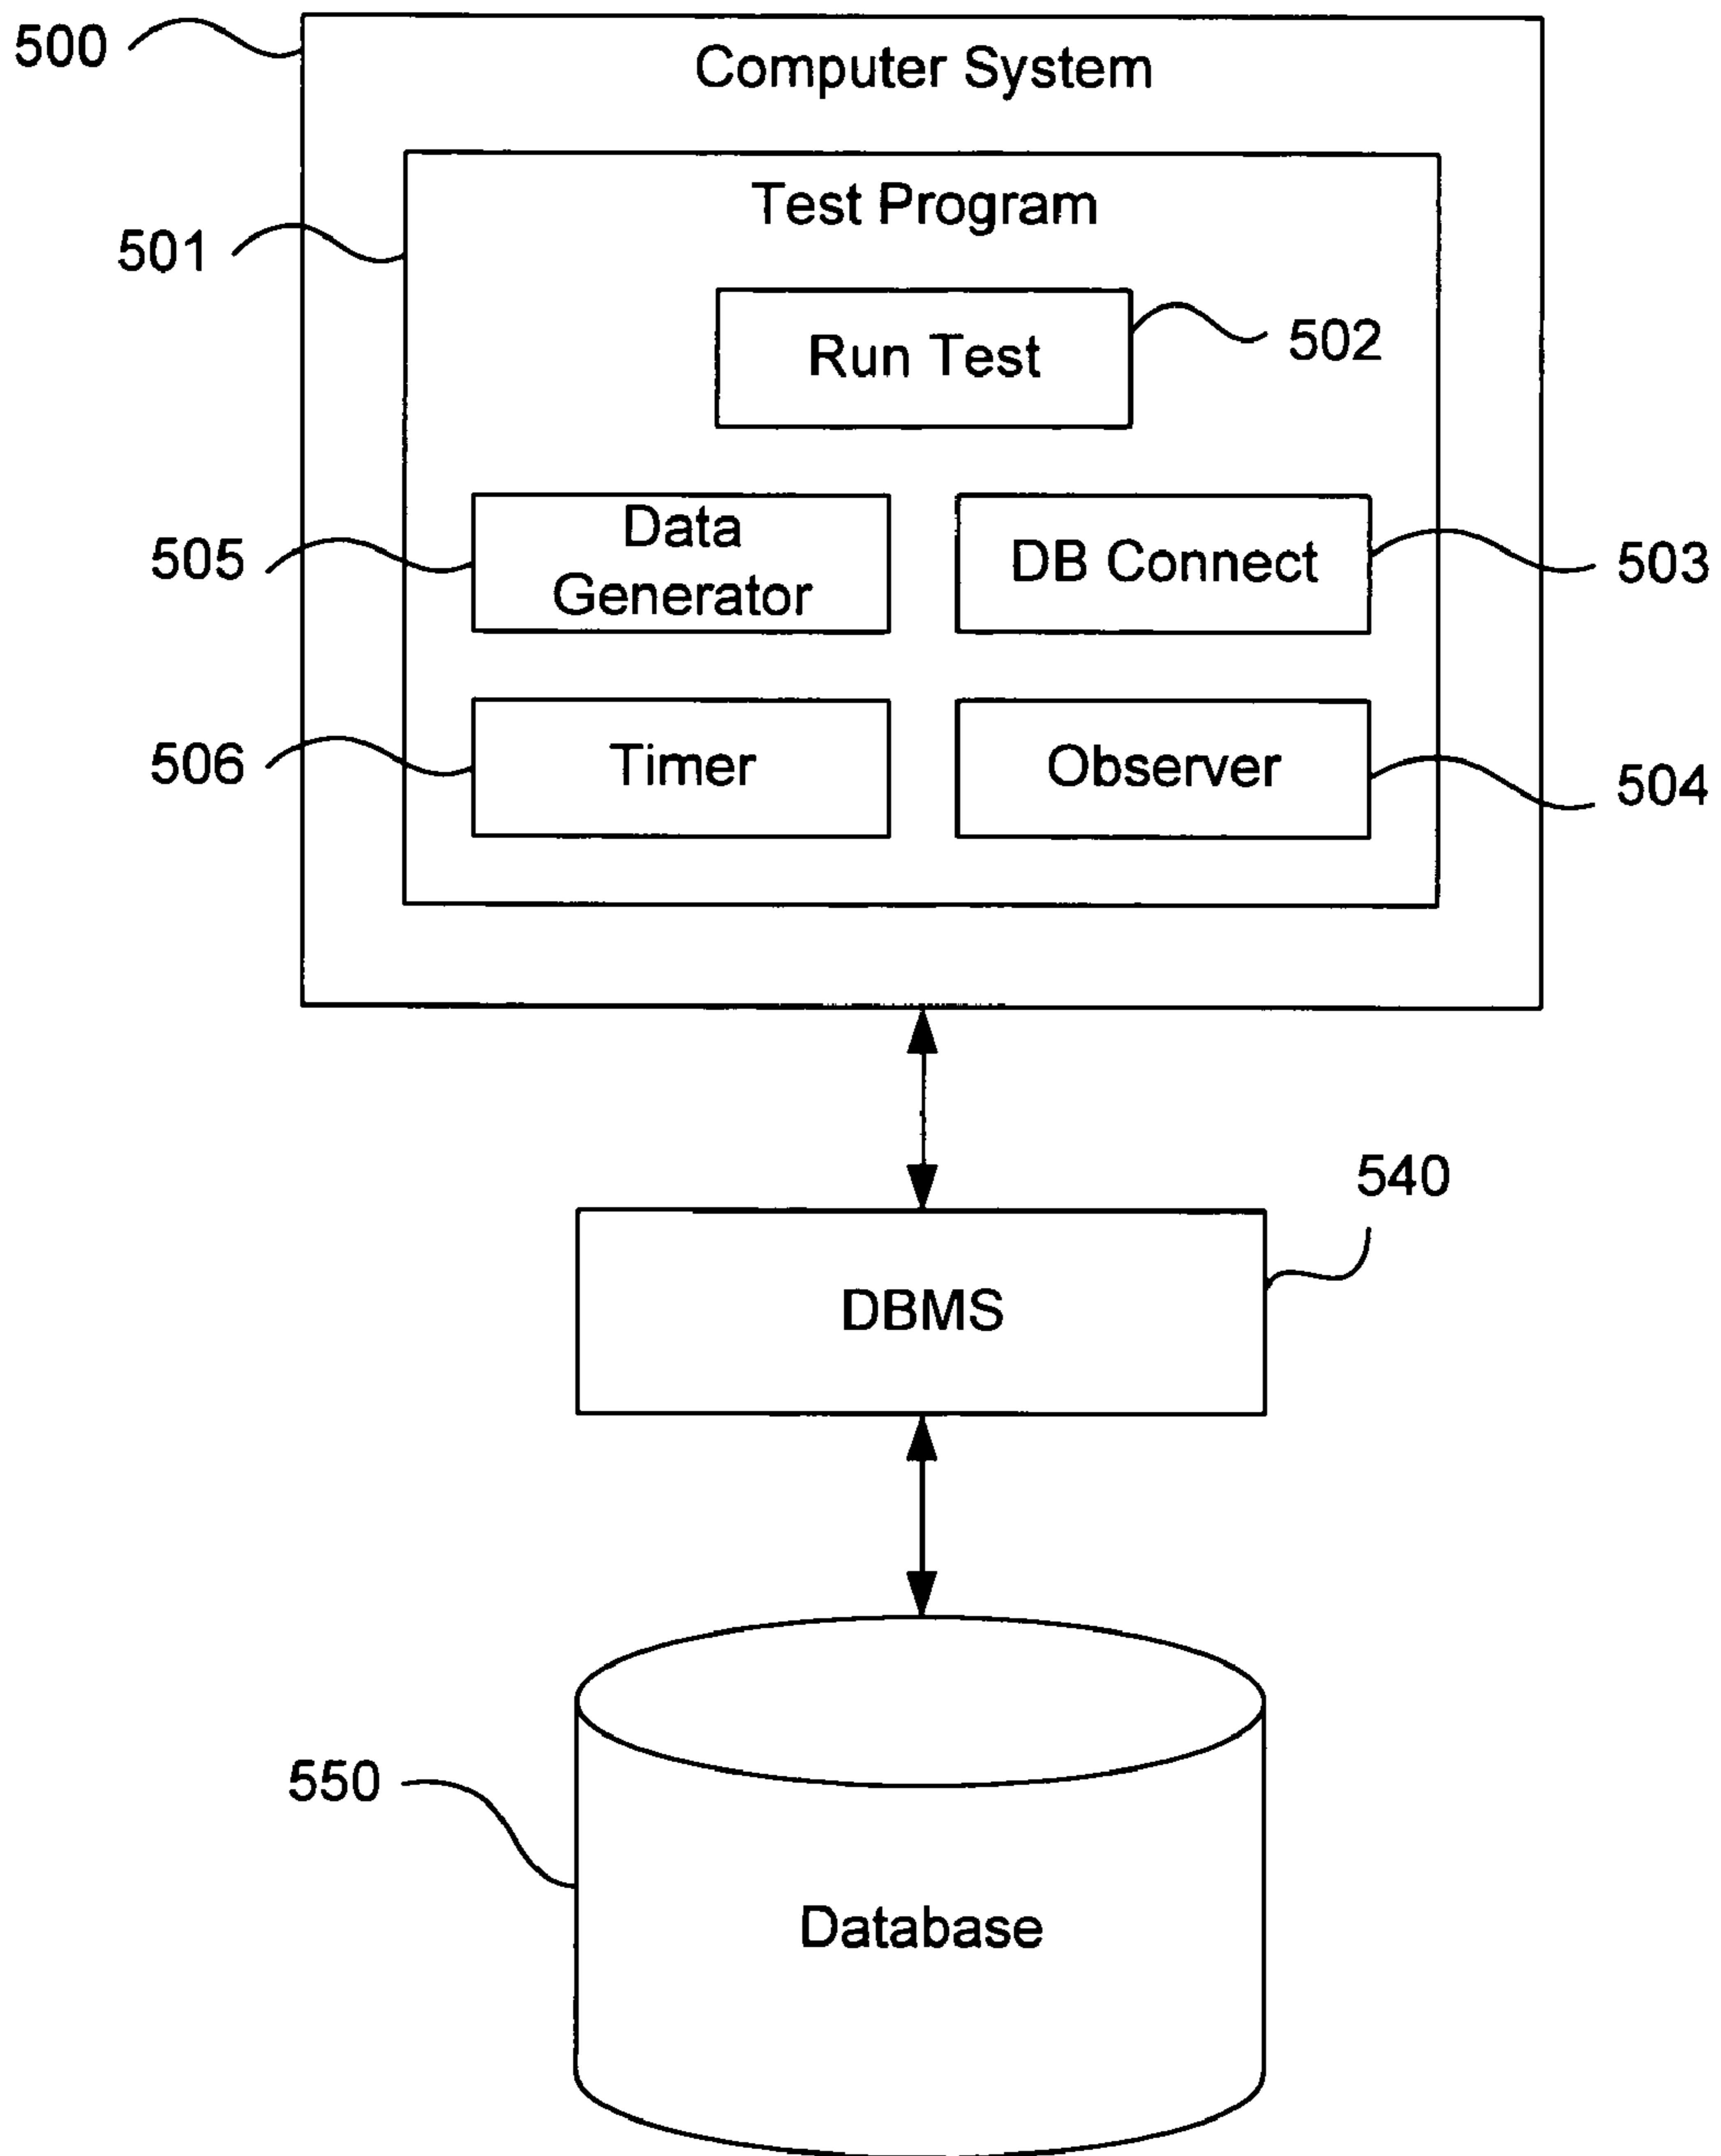 500
Computer System
Test Program
501
Run Test
502
Data
Generator
505
DB Connect
503
506
Timer
Observer
504
540
DBMS
550
Database